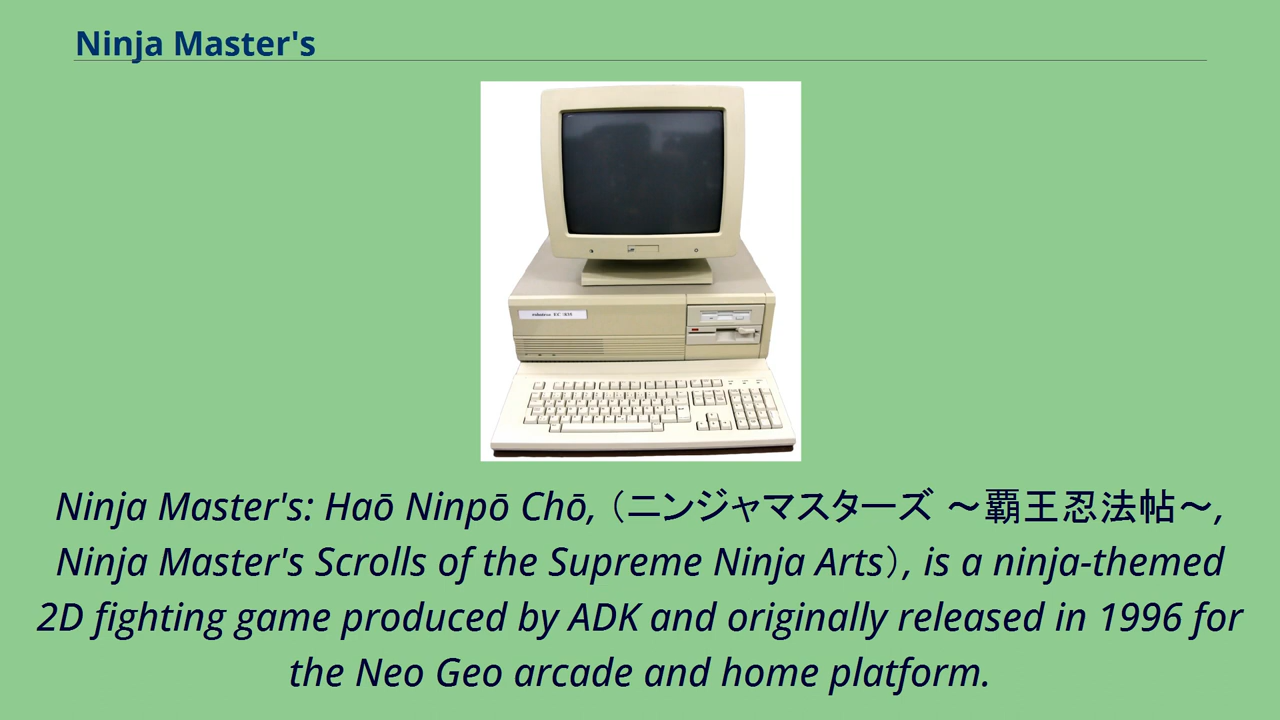 Ninja Master's
Ninja Master's: Haō Ninpō Chō, （ニンジャマスターズ 〜覇王忍法帖〜,
Ninja Master's Scrolls of the Supreme Ninja Arts）, is a ninja-themed
2D fighting game produced by ADK and originally released in 1996 for
the Neo Geo arcade and home platform.